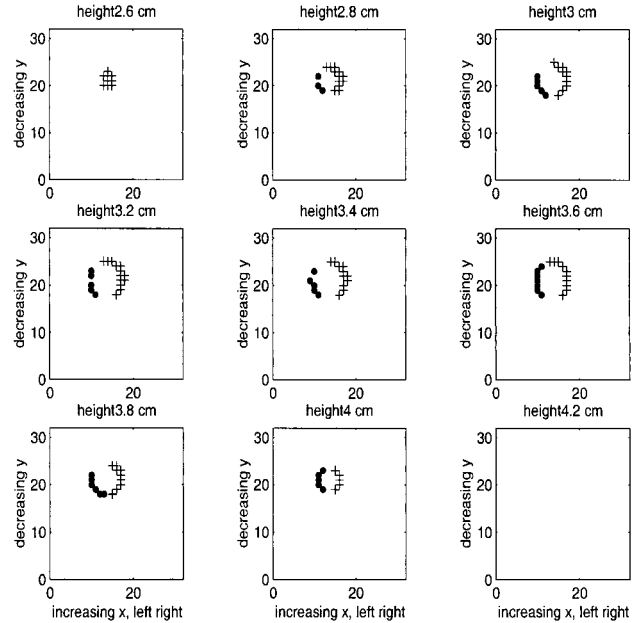 height2.6 cm
height2.8 cm
height3 cm
decreasing y
30
20
10
0
0
20
decreasing y
30
20
10
0
0
20
decreasing y
30
20
10
0
0
20
height3.2 cm
height3.4 cm
height3.6 cm
decreasing y
30
20
10
0
0
20
decreasing y
30
20
10
0
0
20
decreasing y
30
20
10
0
0
20
height3.8 cm
height4 cm
height4.2 cm
decreasing y
30
20
10
0
0
20
increasing x, left right
decreasing y
30
20
10
0
0
20
increasing x, left right
decreasing y
30
20
10
0
0
20
increasing x, left right